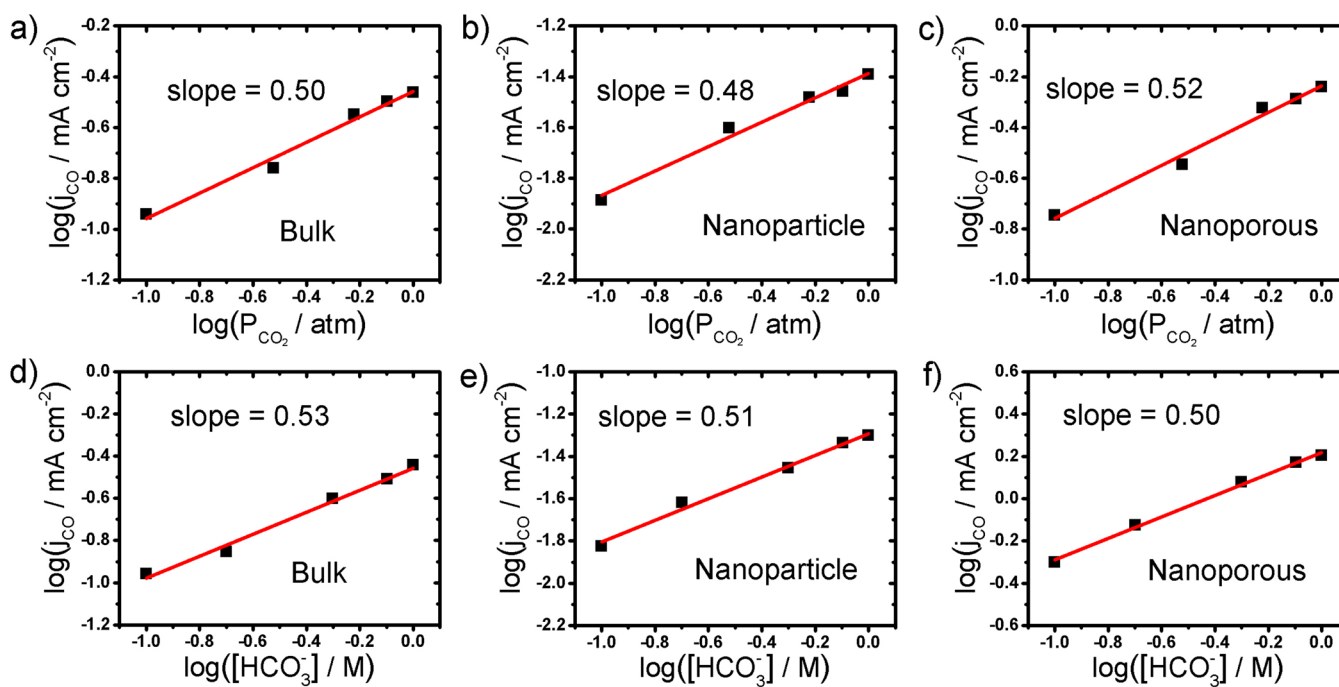 a)
log(j_CO / mA cm⁻²)
-0.2
-0.4
-0.6
-0.8
-1.0
-1.2
slope = 0.50
Bulk
-1.0 -0.8 -0.6 -0.4 -0.2 0.0
log(P_CO₂ / atm)
b)
log(j_CO / mA cm⁻²)
-1.2
-1.4
-1.6
-1.8
-2.0
-2.2
slope = 0.48
Nanoparticle
-1.0 -0.8 -0.6 -0.4 -0.2 0.0
log(P_CO₂ / atm)
c)
log(j_CO / mA cm⁻²)
0.0
-0.2
-0.4
-0.6
-0.8
-1.0
slope = 0.52
Nanoporous
-1.0 -0.8 -0.6 -0.4 -0.2 0.0
log(P_CO₂ / atm)
d)
log(j_CO / mA cm⁻²)
0.0
-0.2
-0.4
-0.6
-0.8
-1.0
-1.2
slope = 0.53
Bulk
-1.0 -0.8 -0.6 -0.4 -0.2 0.0
log([HCO₃⁻] / M)
e)
log(j_CO / mA cm⁻²)
-1.0
-1.2
-1.4
-1.6
-1.8
-2.0
-2.2
slope = 0.51
Nanoparticle
-1.0 -0.8 -0.6 -0.4 -0.2 0.0
log([HCO₃⁻] / M)
f)
log(j_CO / mA cm⁻²)
0.6
0.4
0.2
0.0
-0.2
-0.4
-0.6
slope = 0.50
Nanoporous
-1.0 -0.8 -0.6 -0.4 -0.2 0.0
log([HCO₃⁻] / M)